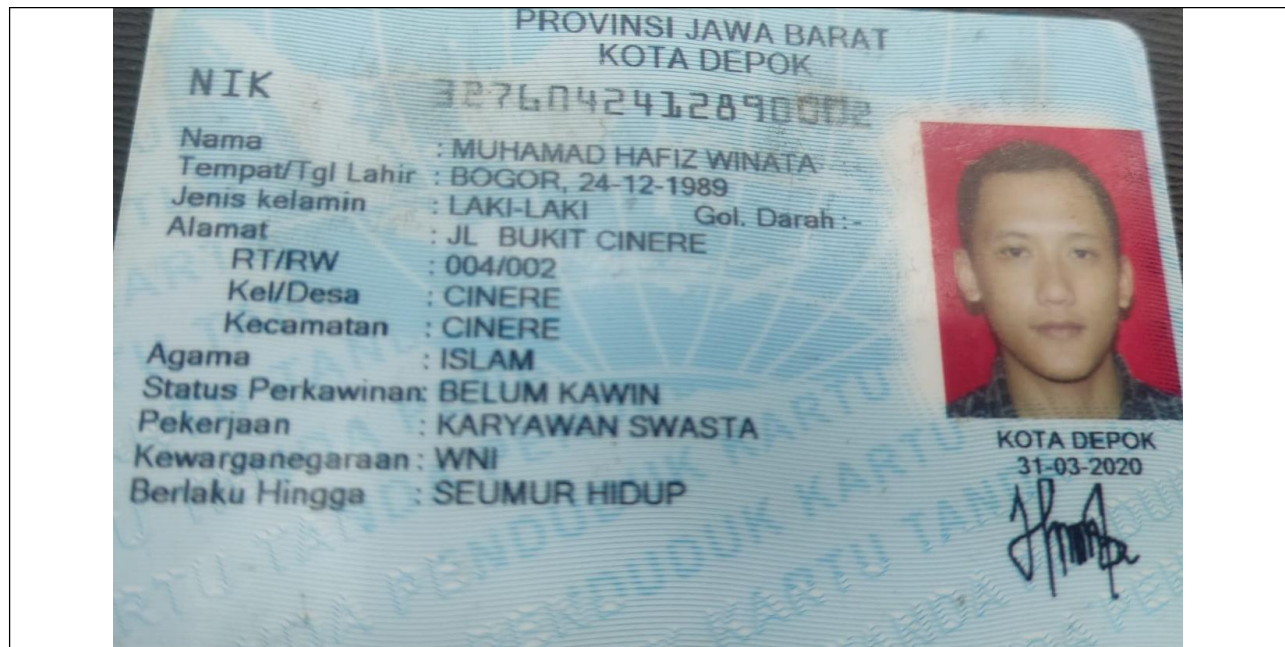 PROVINSI JAWA BARAT
KOTA DEPOK
NIK 3276042412890002
Nama : MUHAMAD HAFIZ WINATA
Tempat/Tgl Lahir : BOGOR, 24-12-1989
Jenis kelamin : LAKI-LAKI Gol. Darah :-
Alamat : JL BUKIT CINERE
RT/RW : 004/002
Kel/Desa : CINERE
Kecamatan : CINERE
Agama : ISLAM
Status Perkawinan: BELUM KAWIN
Pekerjaan : KARYAWAN SWASTA
Kewarganegaraan : WNI
Berlaku Hingga : SEUMUR HIDUP
KOTA DEPOK
31-03-2020